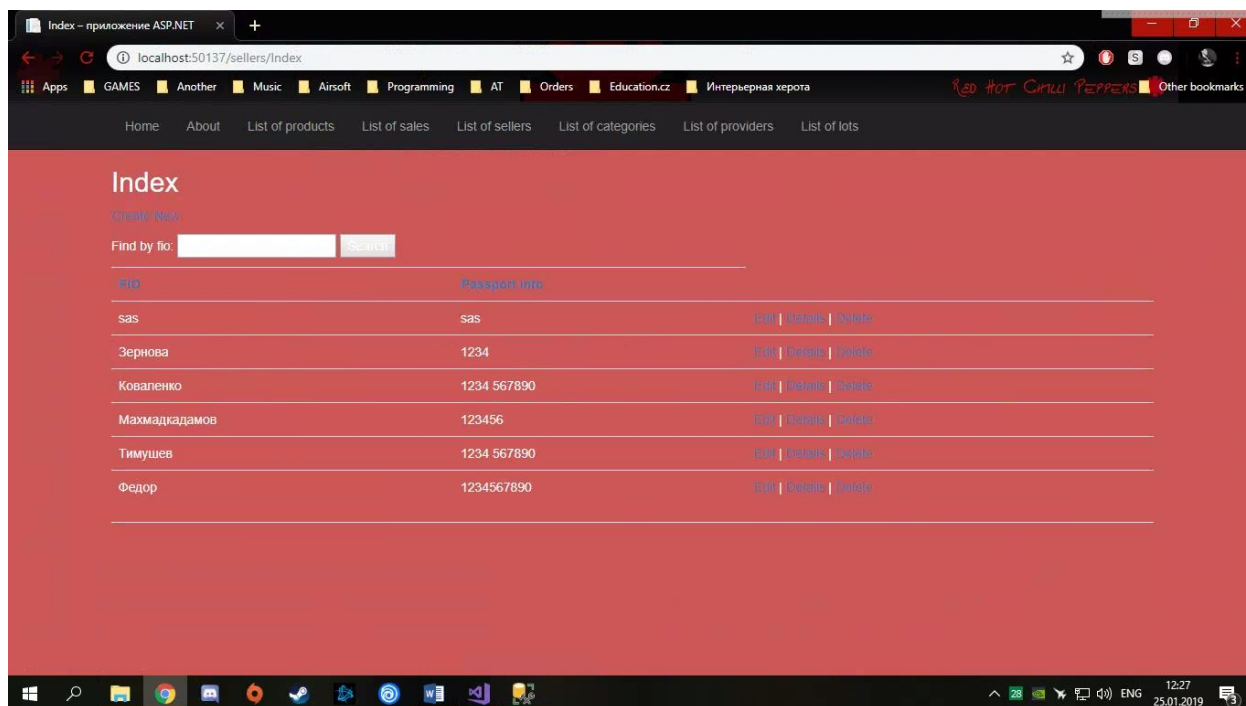 Index – приложение ASP.NET
localhost:50137/sellers/Index
S
Apps GAMES Another Music Airsoft Programming AT Orders Education.cz Интерьерная херота RED HOT CHILLI PEPPERS Other bookmarks
Home About List of products List of sales List of sellers List of categories List of providers List of lots
Index
Create New
Find by fio: Search
FIO Passport info
sas sas Edit | Details | Delete
Зернова 1234 Edit | Details | Delete
Коваленко 1234 567890 Edit | Details | Delete
Махмадкадамов 123456 Edit | Details | Delete
Тимушев 1234 567890 Edit | Details | Delete
Федор 1234567890 Edit | Details | Delete
28 ENG 12:27
25.01.2019 3